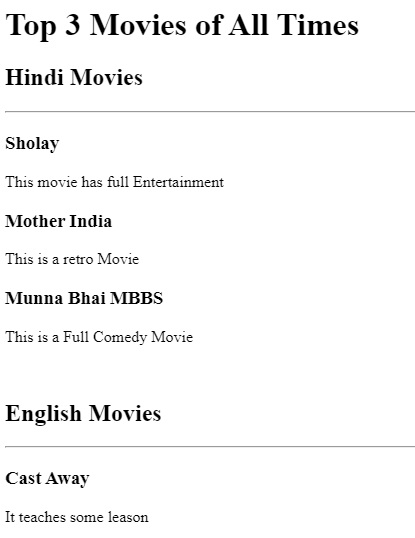 Top 3 Movies of All Times
Hindi Movies
Sholay
This movie has full Entertainment
Mother India
This is a retro Movie
Munna Bhai MBBS
This is a Full Comedy Movie
English Movies
Cast Away
It teaches some leason